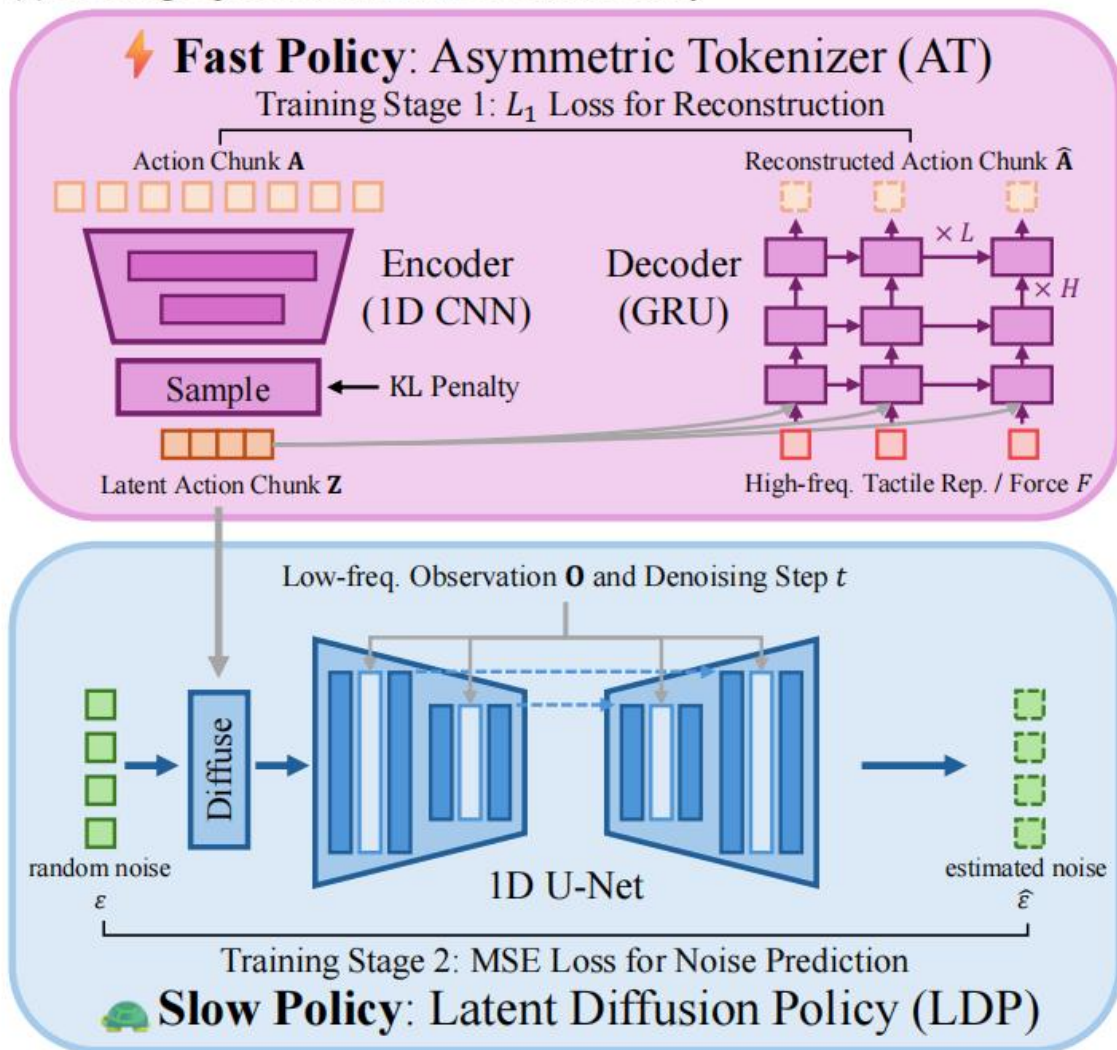 Fast Policy: Asymmetric Tokenizer (AT)
Training Stage 1: L₁ Loss for Reconstruction
Action Chunk A
Reconstructed Action Chunk Â
× L
× H
Encoder
(1D CNN)
Decoder
(GRU)
Sample
KL Penalty
Latent Action Chunk Z
High-freq. Tactile Rep. / Force F
Low-freq. Observation O and Denoising Step t
Diffuse
random noise
ε
1D U-Net
estimated noise
ε̂
Training Stage 2: MSE Loss for Noise Prediction
Slow Policy: Latent Diffusion Policy (LDP)